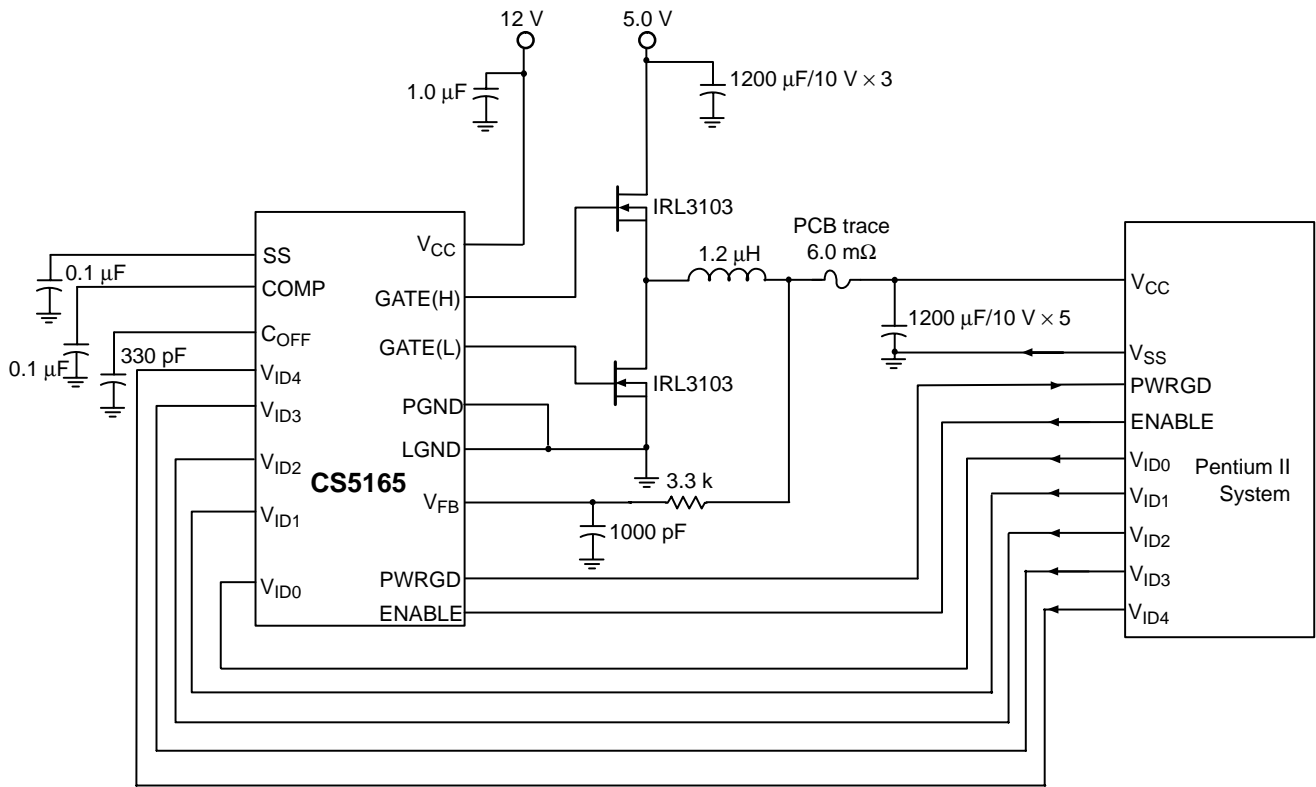 12 V
5.0 V
1.0 μF
1200 μF/10 V × 3
IRL3103
PCB trace
6.0 mΩ
1.2 μH
SS
0.1 μF
COMP
COFF
0.1 μF
330 pF
VID4
VID3
VID2
VID1
VID0
CS5165
VCC
GATE(H)
GATE(L)
PGND
LGND
VFB
PWRGD
ENABLE
IRL3103
3.3 k
1000 pF
1200 μF/10 V × 5
VCC
VSS
PWRGD
ENABLE
VID0
VID1
VID2
VID3
VID4
Pentium II
System